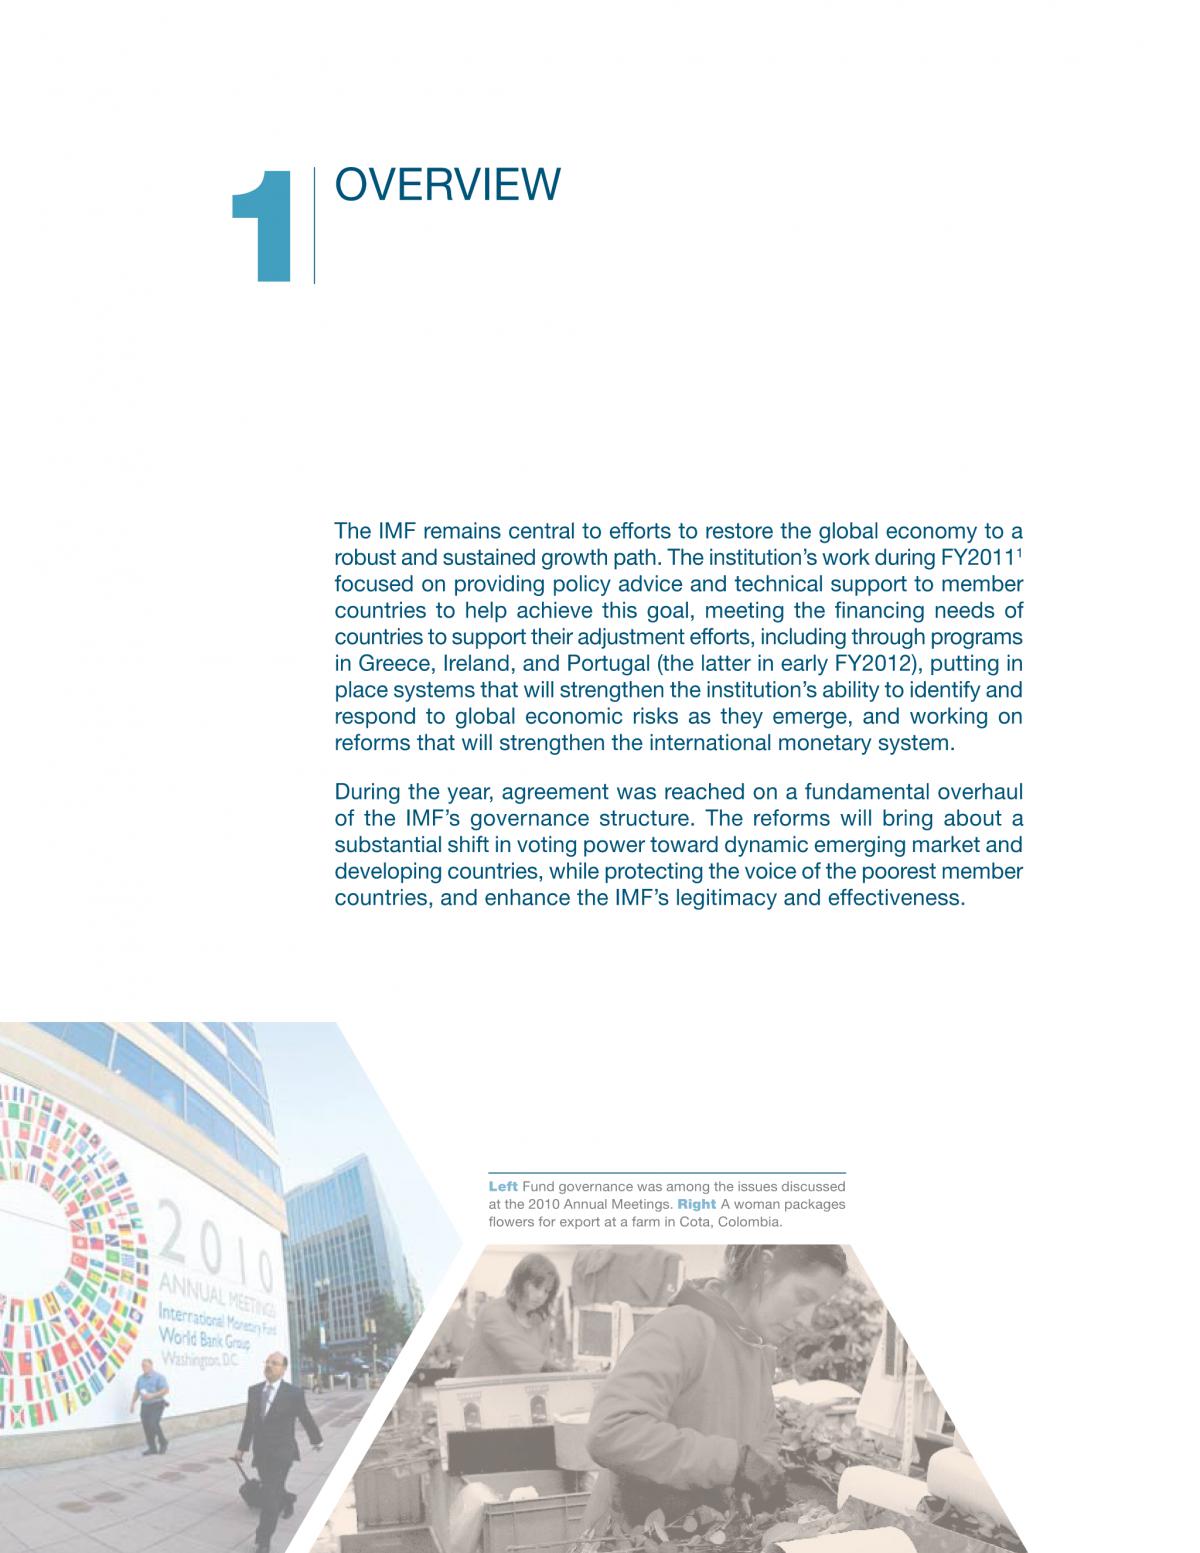 1
OVERVIEW
The IMF remains central to efforts to restore the global economy to a
robust and sustained growth path. The institution’s work during FY2011¹
focused on providing policy advice and technical support to member
countries to help achieve this goal, meeting the financing needs of
countries to support their adjustment efforts, including through programs
in Greece, Ireland, and Portugal (the latter in early FY2012), putting in
place systems that will strengthen the institution’s ability to identify and
respond to global economic risks as they emerge, and working on
reforms that will strengthen the international monetary system.
During the year, agreement was reached on a fundamental overhaul
of the IMF’s governance structure. The reforms will bring about a
substantial shift in voting power toward dynamic emerging market and
developing countries, while protecting the voice of the poorest member
countries, and enhance the IMF’s legitimacy and effectiveness.
Left Fund governance was among the issues discussed
at the 2010 Annual Meetings. Right A woman packages
flowers for export at a farm in Cota, Colombia.
2010
ANNUAL MEETINGS
International Monetary Fund
World Bank Group
Washington, D.C.